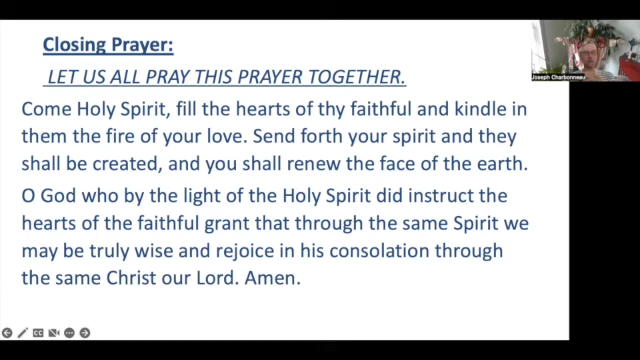 Closing Prayer:
LET US ALL PRAY THIS PRAYER TOGETHER.
Come Holy Spirit, fill the hearts of thy faithful and kindle in
them the fire of your love. Send forth your spirit and they
shall be created, and you shall renew the face of the earth.
O God who by the light of the Holy Spirit did instruct the
hearts of the faithful grant that through the same Spirit we
may be truly wise and rejoice in his consolation through
the same Christ our Lord. Amen.
Joseph Charbonneau
CC